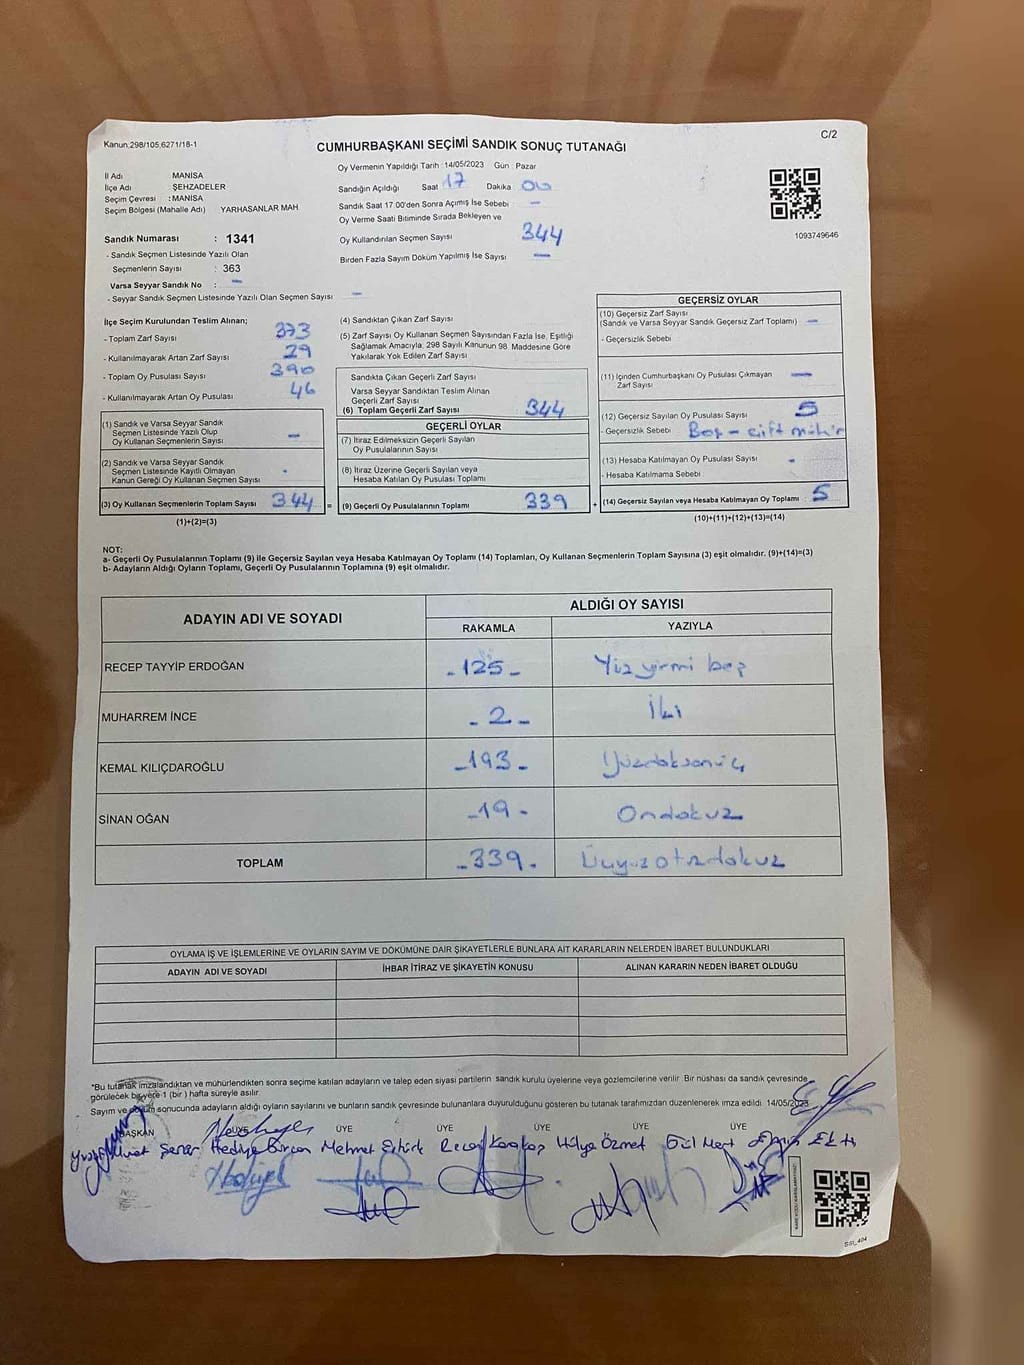 Kanun.298/105,6271/18-1
C/2
CUMHURBAŞKANI SEÇİMİ SANDIK SONUÇ TUTANAĞI
Oy Vermenin Yapıldığı Tarih : 14/05/2023 Gün : Pazar
İl Adı MANİSA
İlçe Adı : ŞEHZADELER
Seçim Çevresi : MANİSA
Seçim Bölgesi (Mahalle Adı) YARHASANLAR MAH.
Sandığın Açıldığı Saat 17 Dakika 00
Sandık Saat 17.00'den Sonra Açımış İse Sebebi –
Oy Verme Saati Bitiminde Sırada Bekleyen ve
Oy Kullandırılan Seçmen Sayısı 344
Birden Fazla Sayım Döküm Yapılmış İse Sayısı –
1093749646
Sandık Numarası : 1341
- Sandık Seçmen Listesinde Yazılı Olan
Seçmenlerin Sayısı : 363
Varsa Seyyar Sandık No : –
- Seyyar Sandık Seçmen Listesinde Yazılı Olan Seçmen Sayısı –
İlçe Seçim Kurulundan Teslim Alınan;
- Toplam Zarf Sayısı 373
- Kullanılmayarak Artan Zarf Sayısı 29
- Toplam Oy Pusulası Sayısı 390
- Kullanılmayarak Artan Oy Pusulası 46
(1) Sandık ve Varsa Seyyar Sandık
Seçmen Listesinde Yazılı Olup
Oy Kullanan Seçmenlerin Sayısı –
(2) Sandık ve Varsa Seyyar Sandık
Seçmen Listesinde Kayıtlı Olmayan
Kanun Gereği Oy Kullanan Seçmen Sayısı -
(3) Oy Kullanan Seçmenlerin Toplam Sayısı 344 =
(1)+(2)=(3)
(4) Sandıktan Çıkan Zarf Sayısı
(5) Zarf Sayısı Oy Kullanan Seçmen Sayısından Fazla İse, Eşitliği
Sağlamak Amacıyla, 298 Sayılı Kanunun 98. Maddesine Göre
Yakılarak Yok Edilen Zarf Sayısı
Sandıkta Çıkan Geçerli Zarf Sayısı
Varsa Seyyar Sandıktan Teslim Alınan
Geçerli Zarf Sayısı
(6) Toplam Geçerli Zarf Sayısı 344
GEÇERLİ OYLAR
(7) İtiraz Edilmeksizin Geçerli Sayılan
Oy Pusulalarının Sayısı
(8) İtiraz Üzerine Geçerli Sayılan veya
Hesaba Katılan Oy Pusulası Toplamı
(9) Geçerli Oy Pusulalarının Toplamı 339 +
GEÇERSİZ OYLAR
(10) Geçersiz Zarf Sayısı
(Sandık ve Varsa Seyyar Sandık Geçersiz Zarf Toplamı) –
- Geçersizlik Sebebi
(11) İçinden Cumhurbaşkanı Oy Pusulası Çıkmayan
Zarf Sayısı –
(12) Geçersiz Sayılan Oy Pusulası Sayısı 5
- Geçersizlik Sebebi Boş - çift mühür
(13) Hesaba Katılmayan Oy Pusulası Sayısı -
- Hesaba Katılmama Sebebi
(14) Geçersiz Sayılan veya Hesaba Katılmayan Oy Toplamı : 5
(10)+(11)+(12)+(13)=(14)
NOT:
a- Geçerli Oy Pusulalarının Toplamı (9) ile Geçersiz Sayılan veya Hesaba Katılmayan Oy Toplamı (14) Toplamları, Oy Kullanan Seçmenlerin Toplam Sayısına (3) eşit olmalıdır. (9)+(14)=(3)
b- Adayların Aldığı Oyların Toplamı, Geçerli Oy Pusulalarının Toplamına (9) eşit olmalıdır.
ADAYIN ADI VE SOYADI
ALDIĞI OY SAYISI
RAKAMLA YAZIYLA
RECEP TAYYİP ERDOĞAN -125- Yüz yirmi beş
MUHARREM İNCE -2- İki
KEMAL KILIÇDAROĞLU -193- Yüzdoksanüç
SİNAN OĞAN -19- Ondokuz
TOPLAM -339- Üçyüzotuzdokuz
OYLAMA İŞ VE İŞLEMLERİNE VE OYLARIN SAYIM VE DÖKÜMÜNE DAİR ŞİKAYETLERLE BUNLARA AİT KARARLARIN NELERDEN İBARET BULUNDUKLARI
ADAYIN ADI VE SOYADI İHBAR İTİRAZ VE ŞİKAYETİN KONUSU ALINAN KARARIN NEDEN İBARET OLDUĞU
"Bu tutanak imzalandıktan ve mühürlendikten sonra seçime katılan adayların ve talep eden siyasi partilerin sandık kurulu üyelerine veya gözlemcilerine verilir. Bir nüshası da sandık çevresinde
görülecek bir yere 1 (bir ) hafta süreyle asılır.
Sayım ve döküm sonucunda adayların aldığı oyların sayılarını ve bunların sandık çevresinde bulunanlara duyurulduğunu gösteren bu tutanak tarafımızdan düzenlenerek imza edildi. 14/05/2023
BAŞKAN ÜYE ÜYE ÜYE ÜYE ÜYE ÜYE
Şener Hediye Mehmet Ertürk Recep Karakoç Hülya Özmet Gül Mert
SSI_404